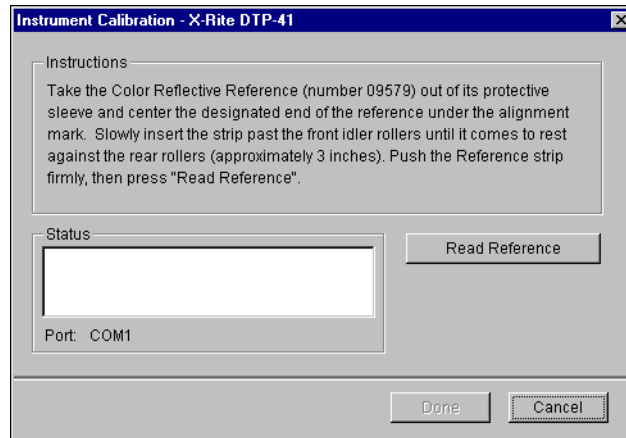 Instrument Calibration - X-Rite DTP-41
Instructions
Take the Color Reflective Reference (number 09579) out of its protective
sleeve and center the designated end of the reference under the alignment
mark.  Slowly insert the strip past the front idler rollers until it comes to rest
against the rear rollers (approximately 3 inches). Push the Reference strip
firmly, then press "Read Reference".
Status
Read Reference
Port:  COM1
Done
Cancel